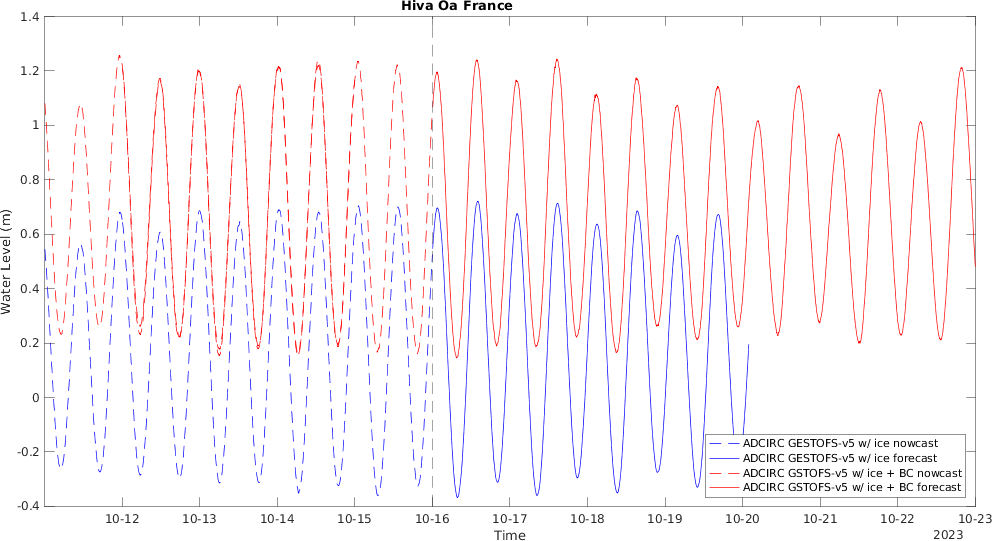 Hiva Oa France
1.4
1.2
1
0.8
0.6
0.4
0.2
0
-0.2
-0.4
Water Level (m)
ADCIRC GESTOFS-v5 w/ ice nowcast
ADCIRC GESTOFS-v5 w/ ice forecast
ADCIRC GSTOFS-v5 w/ ice + BC nowcast
ADCIRC GSTOFS-v5 w/ ice + BC forecast
10-12 10-13 10-14 10-15 10-16 10-17 10-18 10-19 10-20 10-21 10-22 10-23
Time
2023